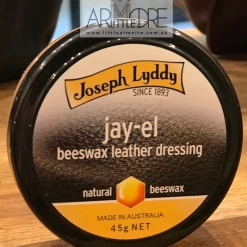 ARMOIRE
LITTLE
www.littlearmoire.com.au
Joseph Lyddy
SINCE 1893
jay-el
beeswax leather dressing
natural beeswax
MADE IN AUSTRALIA
45g NET